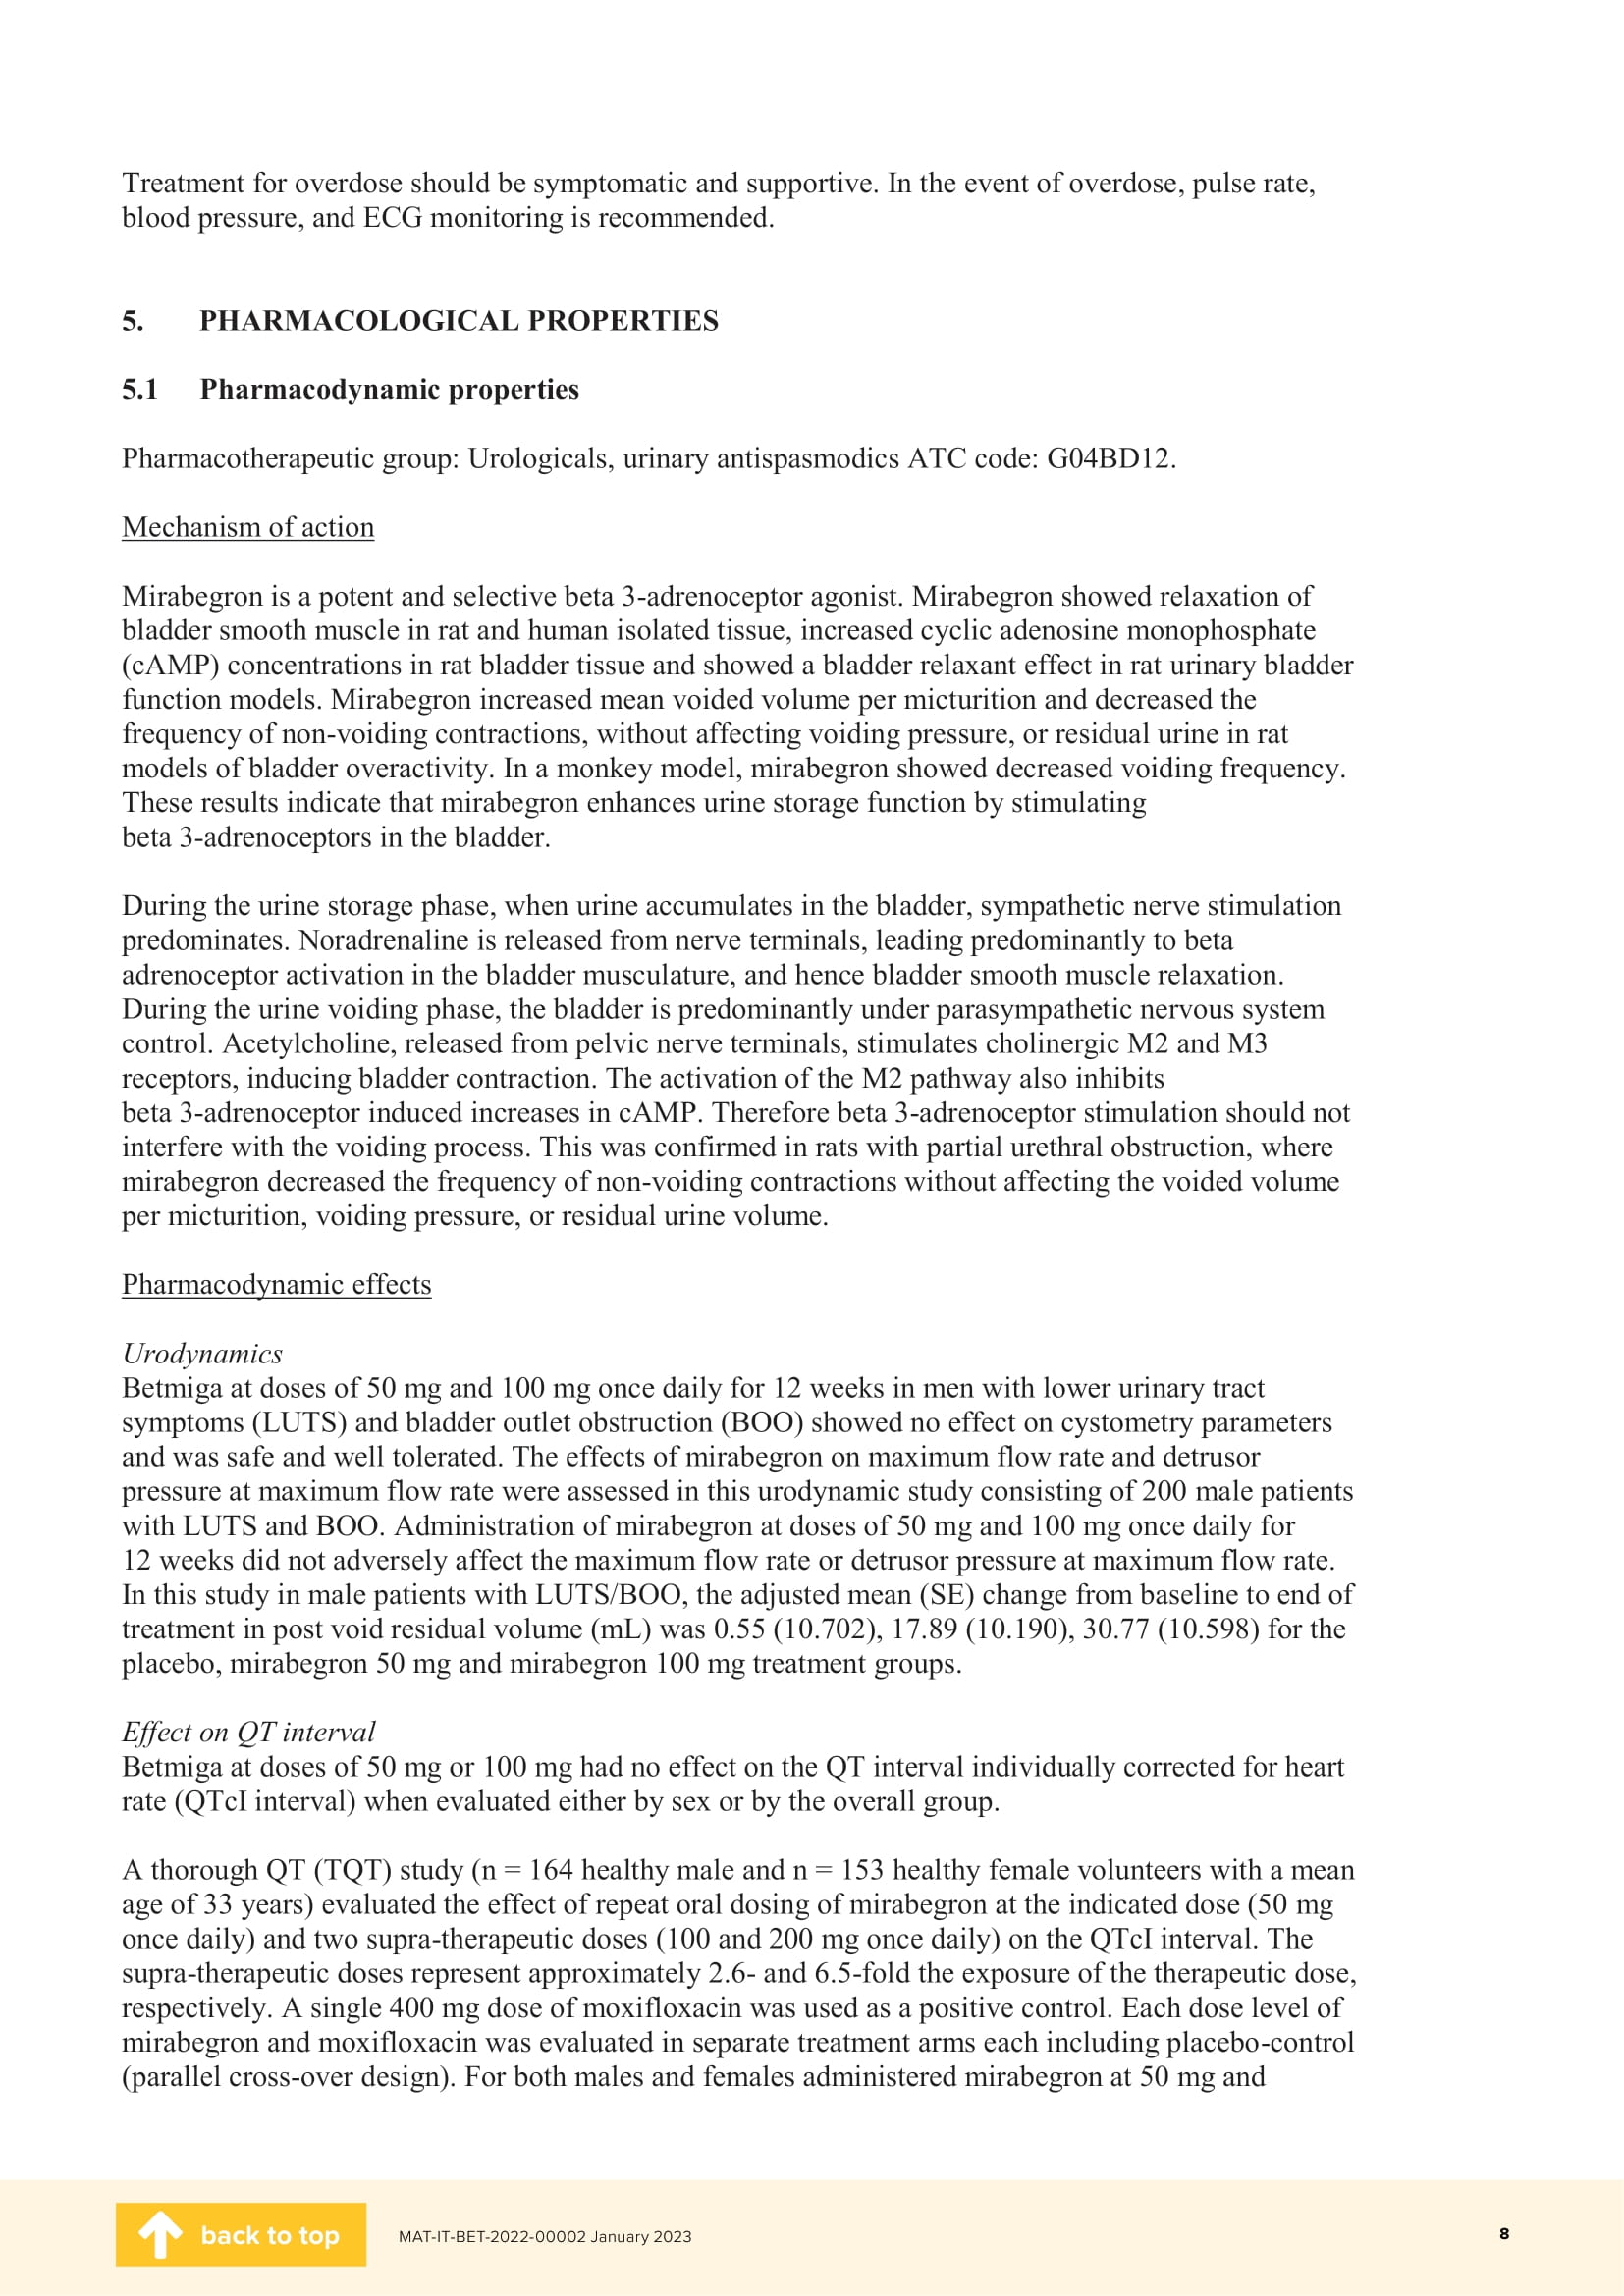 Treatment for overdose should be symptomatic and supportive. In the event of overdose, pulse rate,
blood pressure, and ECG monitoring is recommended.
5. PHARMACOLOGICAL PROPERTIES
5.1 Pharmacodynamic properties
Pharmacotherapeutic group: Urologicals, urinary antispasmodics ATC code: G04BD12.
Mechanism of action
Mirabegron is a potent and selective beta 3-adrenoceptor agonist. Mirabegron showed relaxation of
bladder smooth muscle in rat and human isolated tissue, increased cyclic adenosine monophosphate
(cAMP) concentrations in rat bladder tissue and showed a bladder relaxant effect in rat urinary bladder
function models. Mirabegron increased mean voided volume per micturition and decreased the
frequency of non-voiding contractions, without affecting voiding pressure, or residual urine in rat
models of bladder overactivity. In a monkey model, mirabegron showed decreased voiding frequency.
These results indicate that mirabegron enhances urine storage function by stimulating
beta 3-adrenoceptors in the bladder.
During the urine storage phase, when urine accumulates in the bladder, sympathetic nerve stimulation
predominates. Noradrenaline is released from nerve terminals, leading predominantly to beta
adrenoceptor activation in the bladder musculature, and hence bladder smooth muscle relaxation.
During the urine voiding phase, the bladder is predominantly under parasympathetic nervous system
control. Acetylcholine, released from pelvic nerve terminals, stimulates cholinergic M2 and M3
receptors, inducing bladder contraction. The activation of the M2 pathway also inhibits
beta 3-adrenoceptor induced increases in cAMP. Therefore beta 3-adrenoceptor stimulation should not
interfere with the voiding process. This was confirmed in rats with partial urethral obstruction, where
mirabegron decreased the frequency of non-voiding contractions without affecting the voided volume
per micturition, voiding pressure, or residual urine volume.
Pharmacodynamic effects
Urodynamics
Betmiga at doses of 50 mg and 100 mg once daily for 12 weeks in men with lower urinary tract
symptoms (LUTS) and bladder outlet obstruction (BOO) showed no effect on cystometry parameters
and was safe and well tolerated. The effects of mirabegron on maximum flow rate and detrusor
pressure at maximum flow rate were assessed in this urodynamic study consisting of 200 male patients
with LUTS and BOO. Administration of mirabegron at doses of 50 mg and 100 mg once daily for
12 weeks did not adversely affect the maximum flow rate or detrusor pressure at maximum flow rate.
In this study in male patients with LUTS/BOO, the adjusted mean (SE) change from baseline to end of
treatment in post void residual volume (mL) was 0.55 (10.702), 17.89 (10.190), 30.77 (10.598) for the
placebo, mirabegron 50 mg and mirabegron 100 mg treatment groups.
Effect on QT interval
Betmiga at doses of 50 mg or 100 mg had no effect on the QT interval individually corrected for heart
rate (QTcI interval) when evaluated either by sex or by the overall group.
A thorough QT (TQT) study (n = 164 healthy male and n = 153 healthy female volunteers with a mean
age of 33 years) evaluated the effect of repeat oral dosing of mirabegron at the indicated dose (50 mg
once daily) and two supra-therapeutic doses (100 and 200 mg once daily) on the QTcI interval. The
supra-therapeutic doses represent approximately 2.6- and 6.5-fold the exposure of the therapeutic dose,
respectively. A single 400 mg dose of moxifloxacin was used as a positive control. Each dose level of
mirabegron and moxifloxacin was evaluated in separate treatment arms each including placebo-control
(parallel cross-over design). For both males and females administered mirabegron at 50 mg and
back to top MAT-IT-BET-2022-00002 January 2023 8